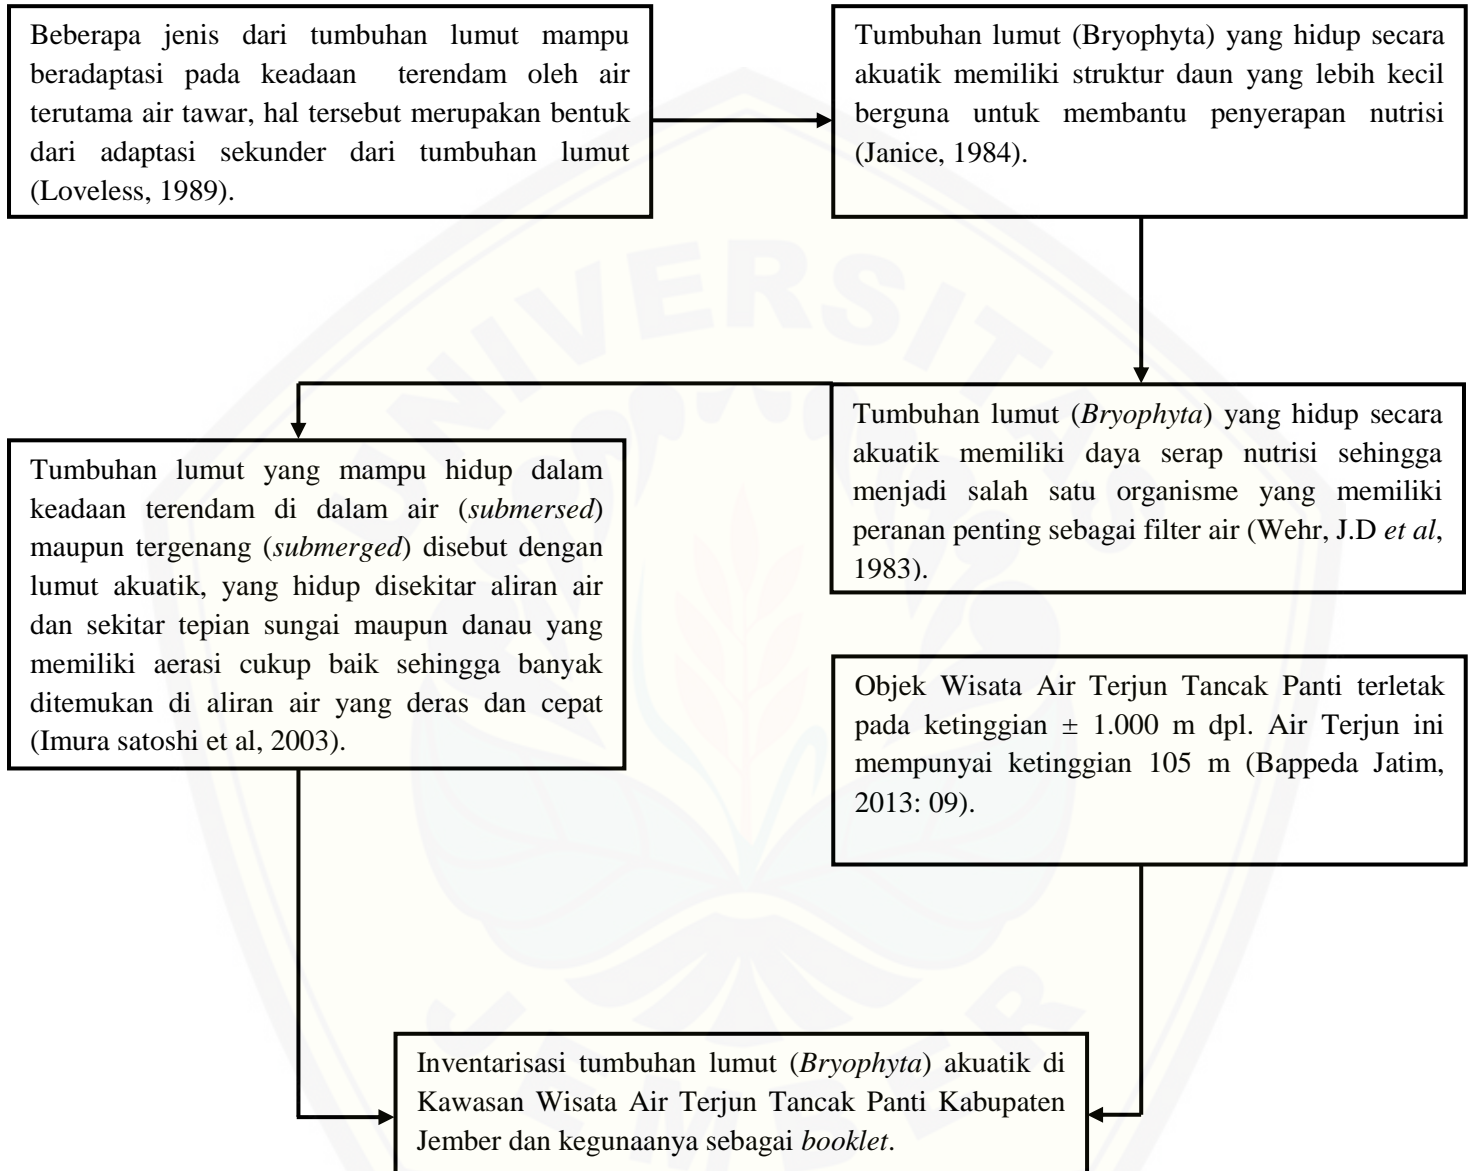 Beberapa jenis dari tumbuhan lumut mampu
beradaptasi pada keadaan terendam oleh air
terutama air tawar, hal tersebut merupakan bentuk
dari adaptasi sekunder dari tumbuhan lumut
(Loveless, 1989).
Tumbuhan lumut (Bryophyta) yang hidup secara
akuatik memiliki struktur daun yang lebih kecil
berguna untuk membantu penyerapan nutrisi
(Janice, 1984).
Tumbuhan lumut (Bryophyta) yang hidup secara
akuatik memiliki daya serap nutrisi sehingga
menjadi salah satu organisme yang memiliki
peranan penting sebagai filter air (Wehr, J.D et al,
1983).
Tumbuhan lumut yang mampu hidup dalam
keadaan terendam di dalam air (submersed)
maupun tergenang (submerged) disebut dengan
lumut akuatik, yang hidup disekitar aliran air
dan sekitar tepian sungai maupun danau yang
memiliki aerasi cukup baik sehingga banyak
ditemukan di aliran air yang deras dan cepat
(Imura satoshi et al, 2003).
Objek Wisata Air Terjun Tancak Panti terletak
pada ketinggian ± 1.000 m dpl. Air Terjun ini
mempunyai ketinggian 105 m (Bappeda Jatim,
2013: 09).
Inventarisasi tumbuhan lumut (Bryophyta) akuatik di
Kawasan Wisata Air Terjun Tancak Panti Kabupaten
Jember dan kegunaanya sebagai booklet.
UNIVERSITAS
JEMBER